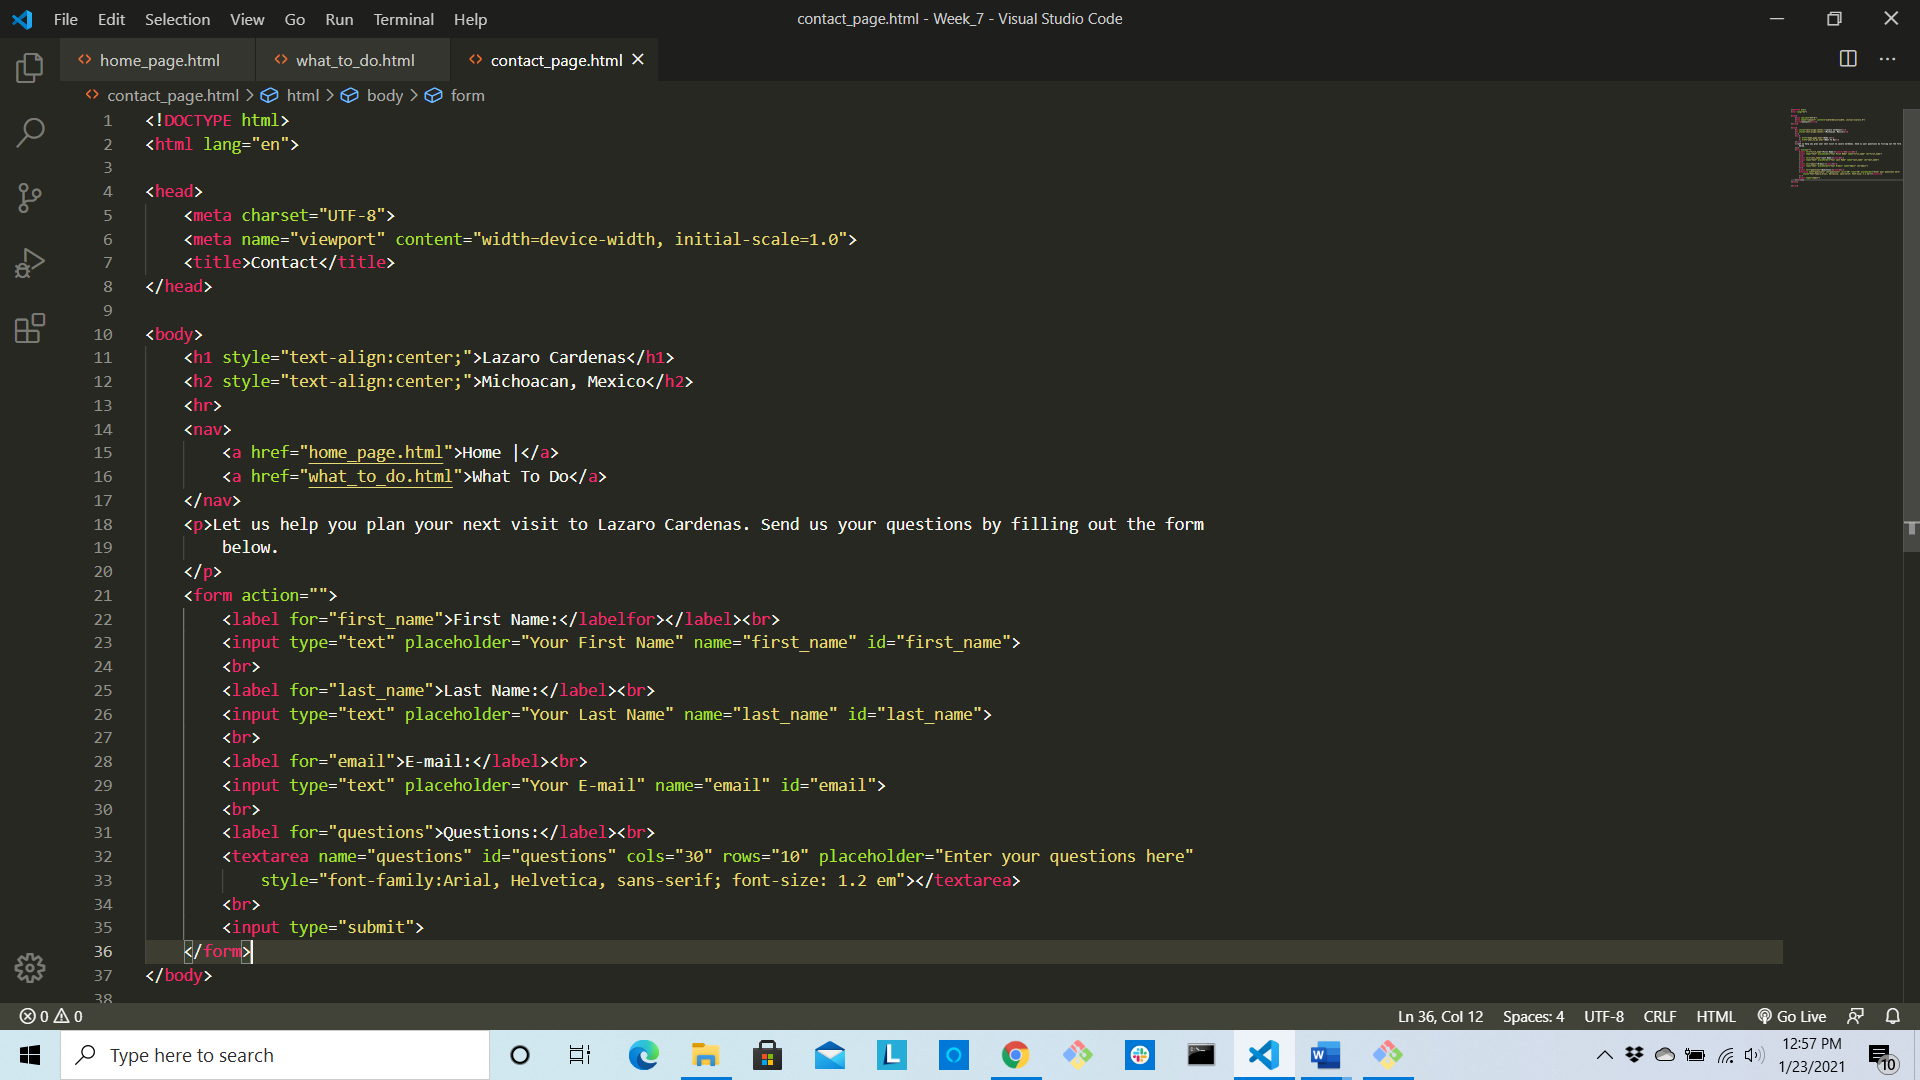 File Edit Selection View Go Run Terminal Help
contact_page.html - Week_7 - Visual Studio Code
home_page.html what_to_do.html contact_page.html
contact_page.html > html > body > form
1 <!DOCTYPE html>
2 <html lang="en">
3
4 <head>
5     <meta charset="UTF-8">
6     <meta name="viewport" content="width=device-width, initial-scale=1.0">
7     <title>Contact</title>
8 </head>
9
10 <body>
11     <h1 style="text-align:center;">Lazaro Cardenas</h1>
12     <h2 style="text-align:center;">Michoacan, Mexico</h2>
13     <hr>
14     <nav>
15         <a href="home_page.html">Home |</a>
16         <a href="what_to_do.html">What To Do</a>
17     </nav>
18     <p>Let us help you plan your next visit to Lazaro Cardenas. Send us your questions by filling out the form
19         below.
20     </p>
21     <form action="">
22         <label for="first_name">First Name:</labelfor></label><br>
23         <input type="text" placeholder="Your First Name" name="first_name" id="first_name">
24         <br>
25         <label for="last_name">Last Name:</label><br>
26         <input type="text" placeholder="Your Last Name" name="last_name" id="last_name">
27         <br>
28         <label for="email">E-mail:</label><br>
29         <input type="text" placeholder="Your E-mail" name="email" id="email">
30         <br>
31         <label for="questions">Questions:</label><br>
32         <textarea name="questions" id="questions" cols="30" rows="10" placeholder="Enter your questions here"
33             style="font-family:Arial, Helvetica, sans-serif; font-size: 1.2 em"></textarea>
34         <br>
35         <input type="submit">
36     </form>
37 </body>
38
0 0 Ln 36, Col 12 Spaces: 4 UTF-8 CRLF HTML Go Live
Type here to search
12:57 PM
1/23/2021
10